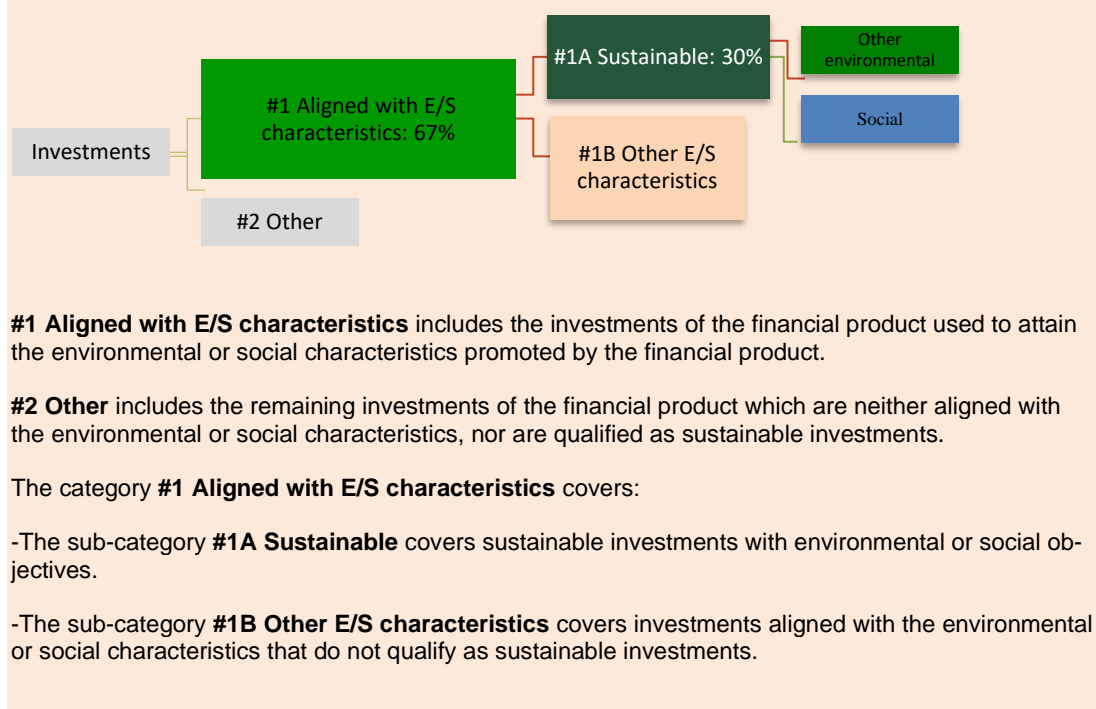 Investments
#1 Aligned with E/S
characteristics: 67%
#2 Other
#1A Sustainable: 30%
#1B Other E/S
characteristics
Other
environmental
Social
#1 Aligned with E/S characteristics includes the investments of the financial product used to attain
the environmental or social characteristics promoted by the financial product.
#2 Other includes the remaining investments of the financial product which are neither aligned with
the environmental or social characteristics, nor are qualified as sustainable investments.
The category #1 Aligned with E/S characteristics covers:
-The sub-category #1A Sustainable covers sustainable investments with environmental or social ob-
jectives.
-The sub-category #1B Other E/S characteristics covers investments aligned with the environmental
or social characteristics that do not qualify as sustainable investments.